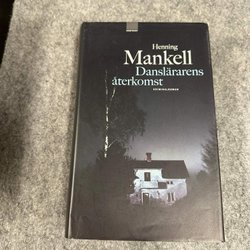 Henning
Mankell
Danslärarens
återkomst
KRIMINALROMAN